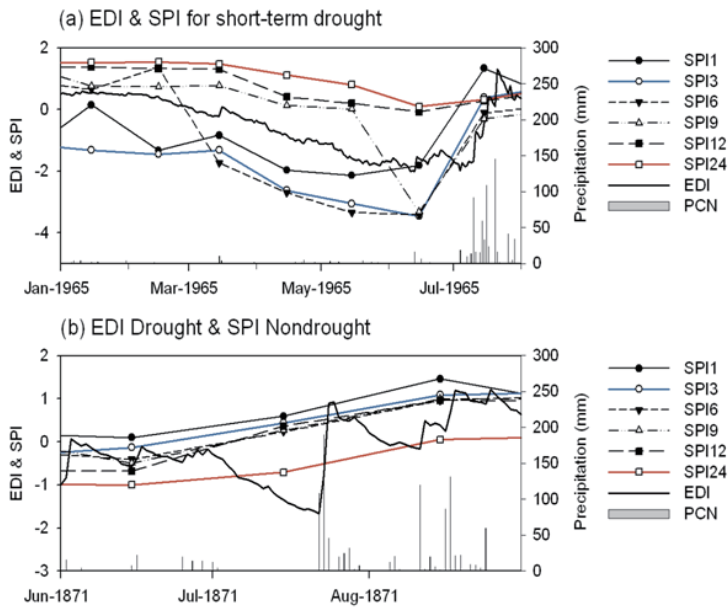 (a) EDI & SPI for short-term drought
2
0
-2
-4
EDI & SPI
300
250
200
150
100
50
0
Precipitation (mm)
Jan-1965 Mar-1965 May-1965 Jul-1965
SPI1
SPI3
SPI6
SPI9
SPI12
SPI24
EDI
PCN
(b) EDI Drought & SPI Nondrought
2
1
0
-1
-2
-3
EDI & SPI
300
250
200
150
100
50
0
Precipitation (mm)
Jun-1871 Jul-1871 Aug-1871
SPI1
SPI3
SPI6
SPI9
SPI12
SPI24
EDI
PCN